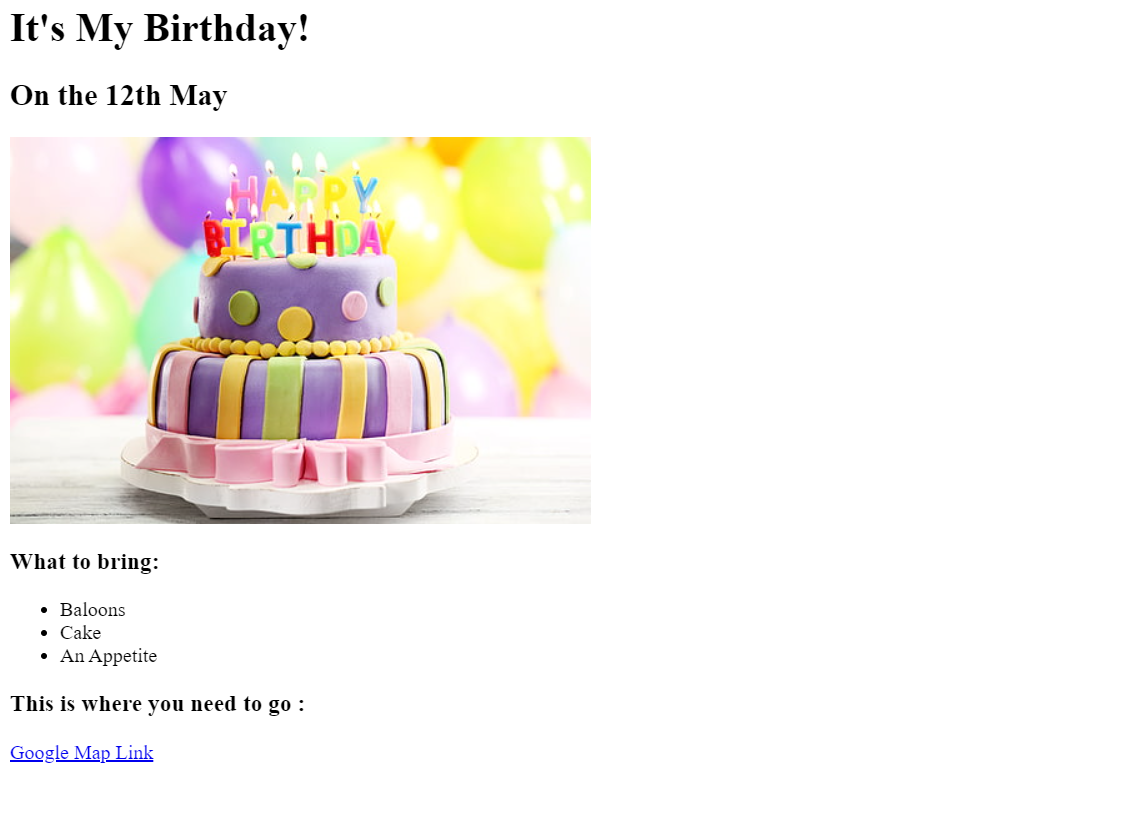 It's My Birthday!
On the 12th May
HAPPY
BIRTHDAY
What to bring:
Baloons
Cake
An Appetite
This is where you need to go :
Google Map Link